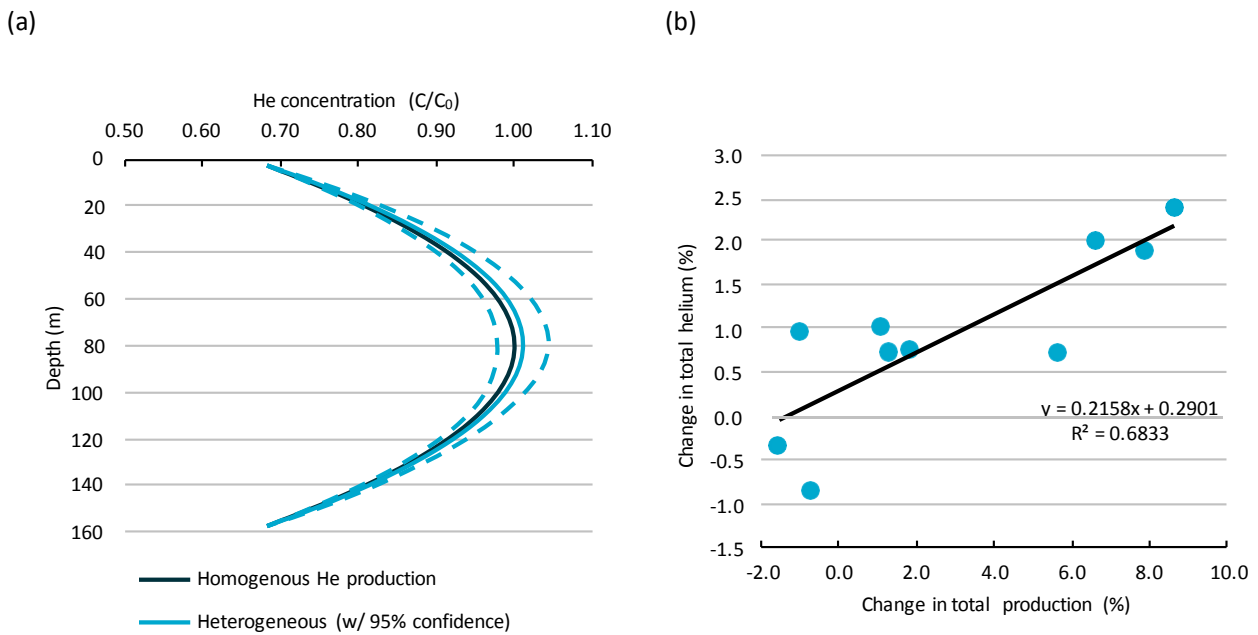 (a)
He concentration (C/C₀)
0.50 0.60 0.70 0.80 0.90 1.00 1.10
Depth (m)
0
20
40
60
80
100
120
140
160
Homogenous He production
Heterogeneous (w/ 95% confidence)
(b)
Change in total helium (%)
3.0
2.5
2.0
1.5
1.0
0.5
0.0
-0.5
-1.0
-1.5
y = 0.2158x + 0.2901
R² = 0.6833
-2.0 0.0 2.0 4.0 6.0 8.0 10.0
Change in total production (%)